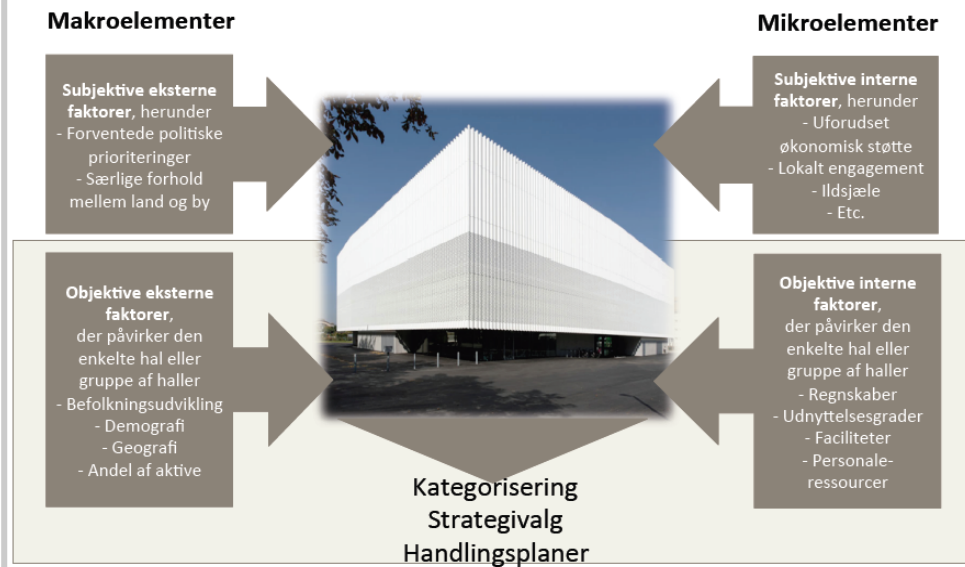 Makroelementer
Mikroelementer
Subjektive eksterne
faktorer, herunder
- Forventede politiske
prioriteringer
- Særlige forhold
mellem land og by
Subjektive interne
faktorer, herunder
- Uforudset
økonomisk støtte
- Lokalt engagement
- Ildsjæle
- Etc.
Objektive eksterne
faktorer,
der påvirker den
enkelte hal eller
gruppe af haller
- Befolkningsudvikling
- Demografi
- Geografi
- Andel af aktive
Objektive interne
faktorer,
der påvirker den
enkelte hal eller
gruppe af haller
- Regnskaber
- Udnyttelsesgrader
- Faciliteter
- Personale-
ressourcer
Kategorisering
Strategivalg
Handlingsplaner